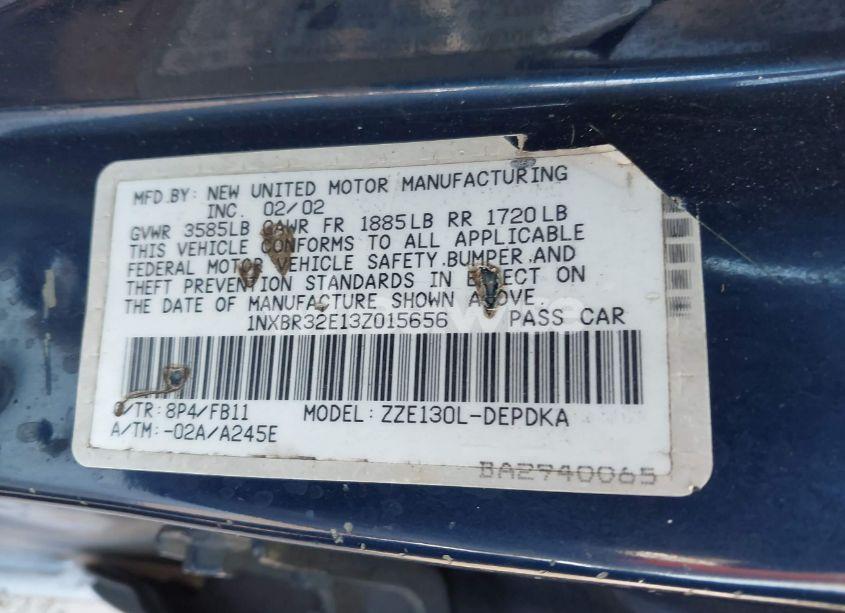 MFD.BY: NEW UNITED MOTOR MANUFACTURING
INC. 02/02
GVWR 3585LB GAWR FR 1885LB RR 1720LB
THIS VEHICLE CONFORMS TO ALL APPLICABLE
FEDERAL MOTOR VEHICLE SAFETY,BUMPER,AND
THEFT PREVENTION STANDARDS IN EFFECT ON
THE DATE OF MANUFACTURE SHOWN ABOVE.
1NXBR32E13Z015656 PASS CAR
C/TR:8P4/FB11 MODEL:ZZE130L-DEPDKA
A/TM:-02A/A245E
BA2740065